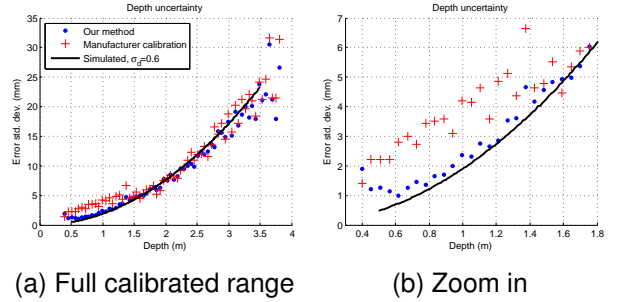 Depth uncertainty
Our method
Manufacturer calibration
Simulated, σd=0.6
Error std. dev. (mm)
35
30
25
20
15
10
5
0
0 0.5 1 1.5 2 2.5 3 3.5 4
Depth (m)
(a) Full calibrated range
Depth uncertainty
Error std. dev. (mm)
7
6
5
4
3
2
1
0
0.4 0.6 0.8 1 1.2 1.4 1.6 1.8
Depth (m)
(b) Zoom in